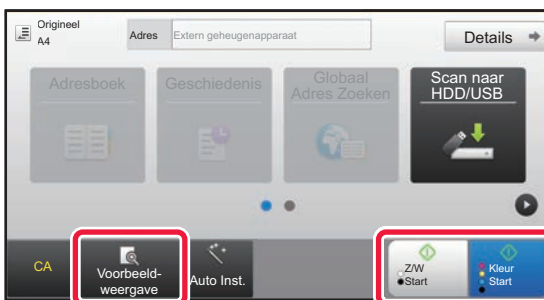 Origineel
A4
Adres
Extern geheugenapparaat
Details
Adresboek
Geschiedenis
Globaal
Adres Zoeken
Scan naar
HDD/USB
CA
Voorbeeld-
weergave
Auto Inst.
Z/W
Start
Kleur
Start